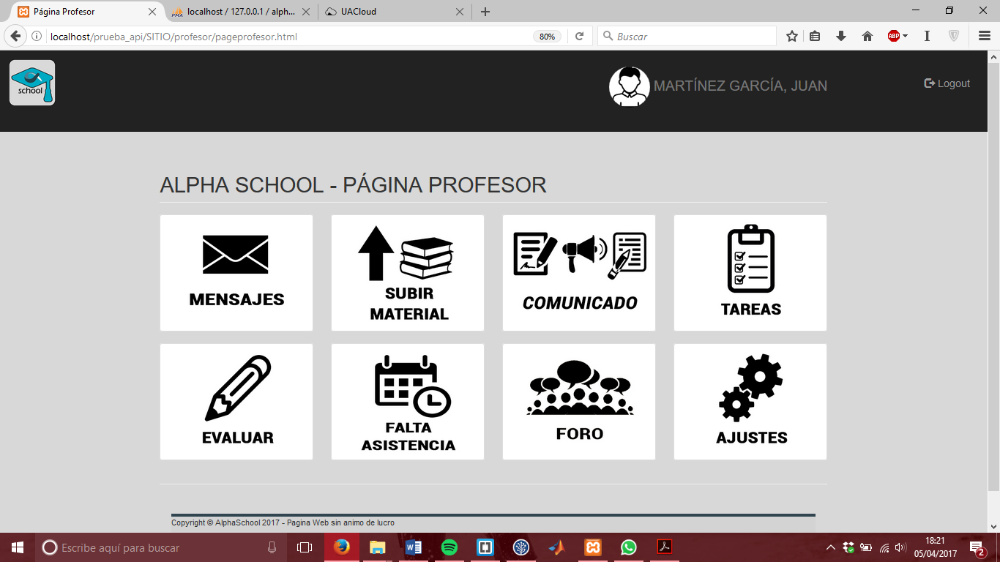 Página Profesor
localhost / 127.0.0.1 / alph...
UACloud
localhost/prueba_api/SITIO/profesor/pageprofesor.html
80%
Buscar
ABP
school
MARTÍNEZ GARCÍA, JUAN
Logout
ALPHA SCHOOL - PÁGINA PROFESOR
MENSAJES
SUBIR
MATERIAL
COMUNICADO
TAREAS
EVALUAR
FALTA
ASISTENCIA
FORO
AJUSTES
Copyright © AlphaSchool 2017 - Pagina Web sin animo de lucro
Escribe aquí para buscar
18:21
05/04/2017
2